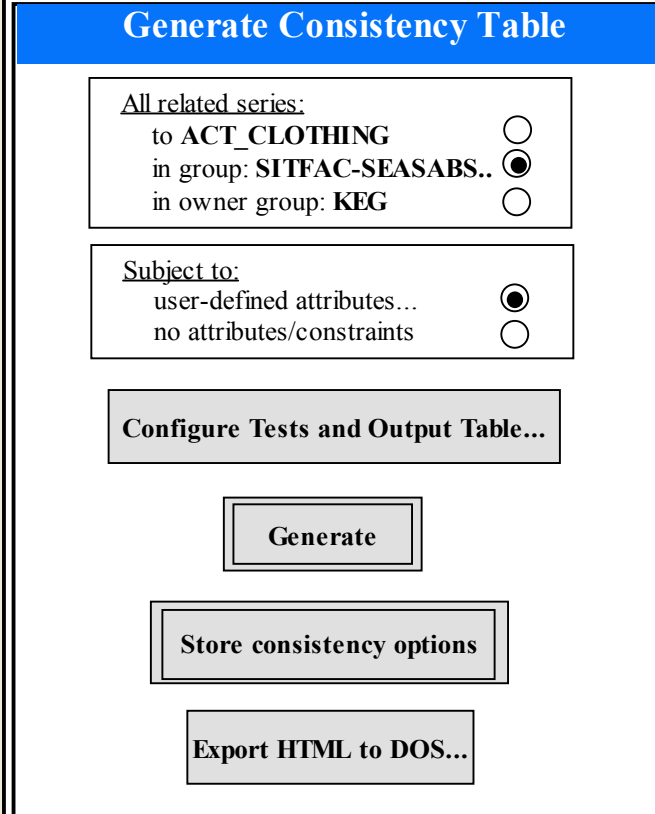 Generate Consistency Table
All related series:
to ACT_CLOTHING
in group: SITFAC-SEASABS..
in owner group: KEG
Subject to:
user-defined attributes...
no attributes/constraints
Configure Tests and Output Table...
Generate
Store consistency options
Export HTML to DOS...